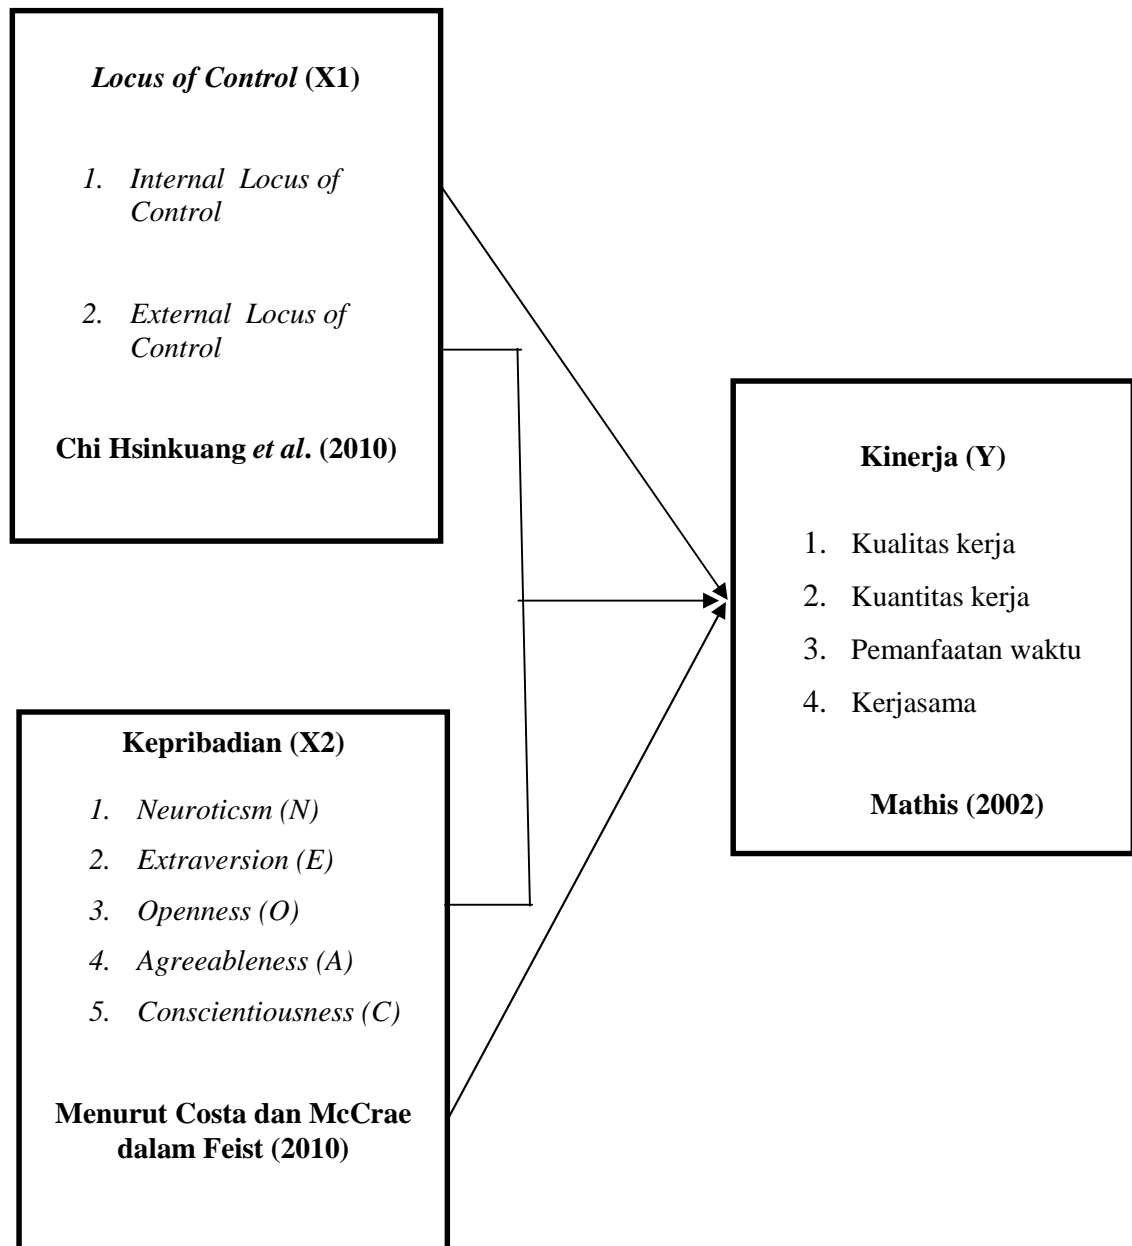 Locus of Control (X1)
1. Internal Locus of
Control
2. External Locus of
Control
Chi Hsinkuang et al. (2010)
Kinerja (Y)
1. Kualitas kerja
2. Kuantitas kerja
3. Pemanfaatan waktu
4. Kerjasama
Mathis (2002)
Kepribadian (X2)
1. Neuroticsm (N)
2. Extraversion (E)
3. Openness (O)
4. Agreeableness (A)
5. Conscientiousness (C)
Menurut Costa dan McCrae
dalam Feist (2010)